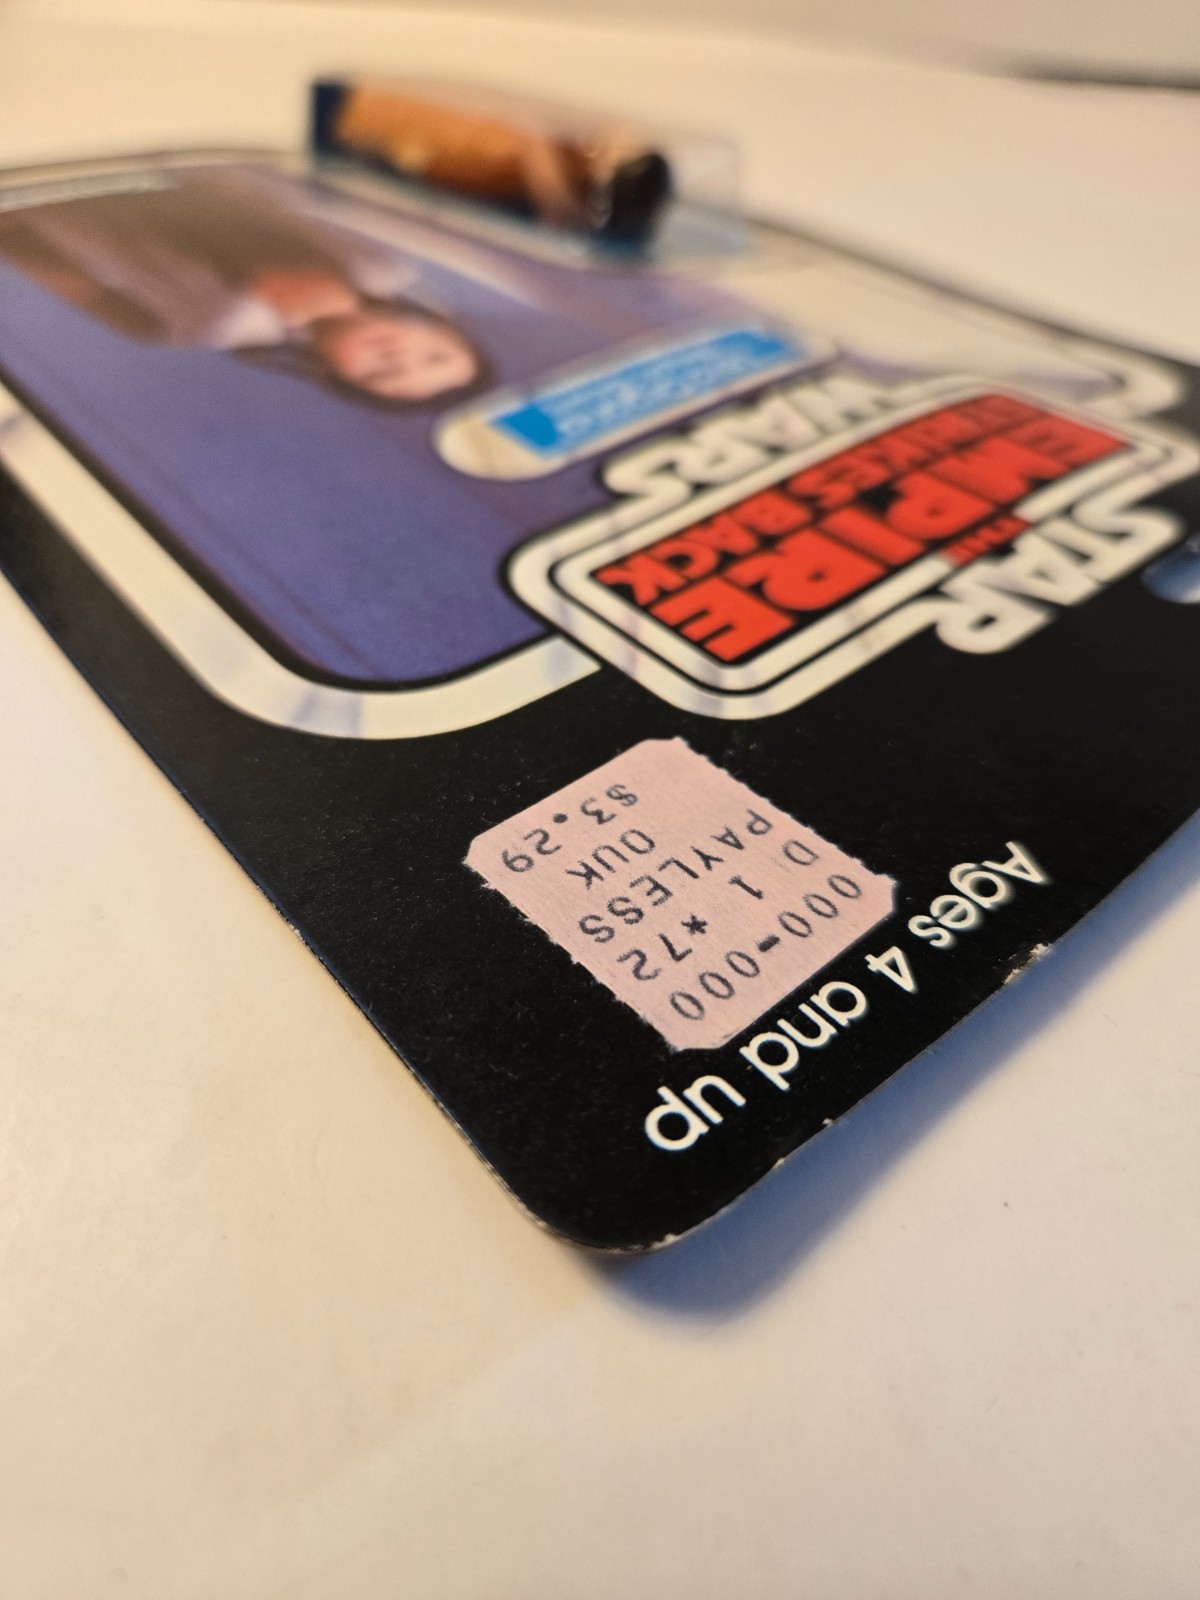 Ages 4 and up
000-000
D 1 *72
PAYLESS
OUK
$3.29
STAR
THE
EMPIRE
STRIKES BACK
WARS